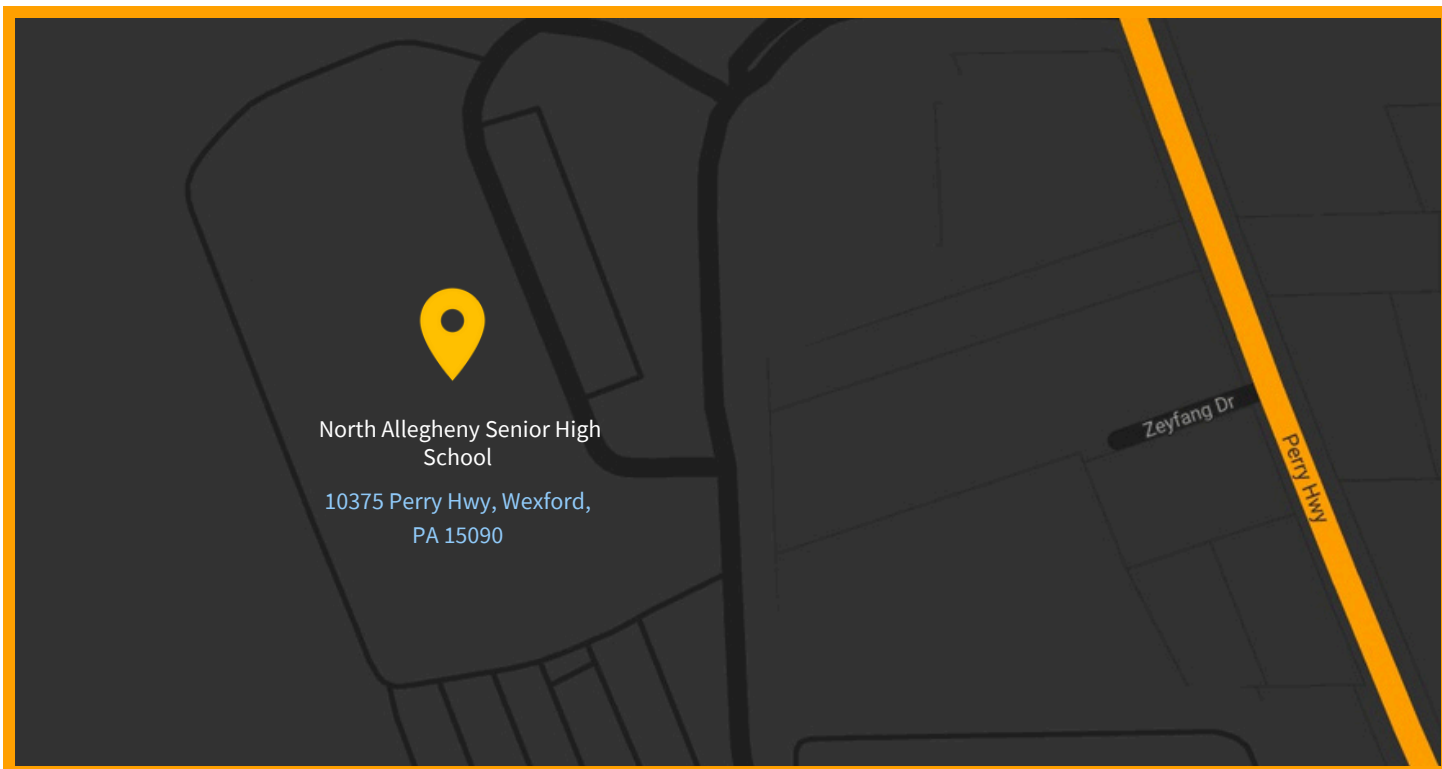 North Allegheny Senior High
School
10375 Perry Hwy, Wexford,
PA 15090
Zeyfang Dr
Perry Hwy